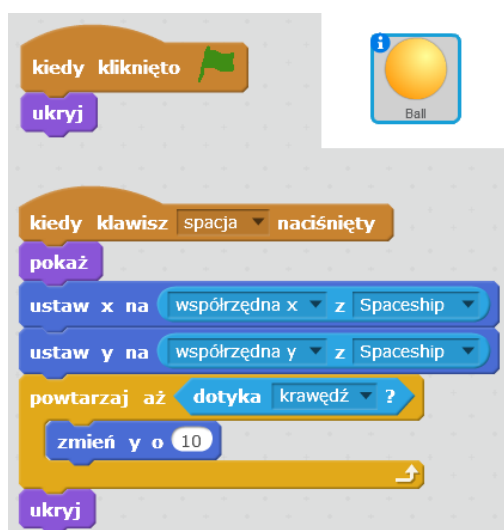 kiedy kliknięto
ukryj
i
Ball
kiedy klawisz spacja naciśnięty
pokaż
ustaw x na współrzędna x z Spaceship
ustaw y na współrzędna y z Spaceship
powtarzaj aż dotyka krawędź ?
zmień y o 10
ukryj